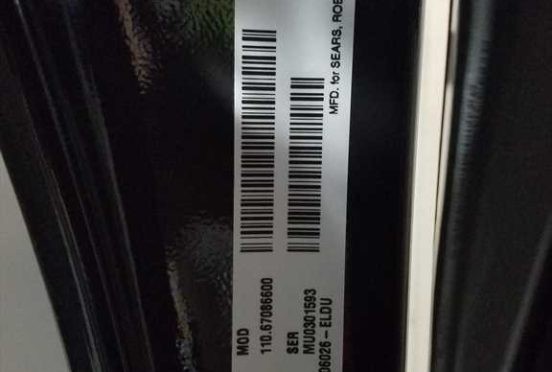 MOD
110.67086600
SER
MU0301593
MFD. for SEARS, ROE
06026-ELDU